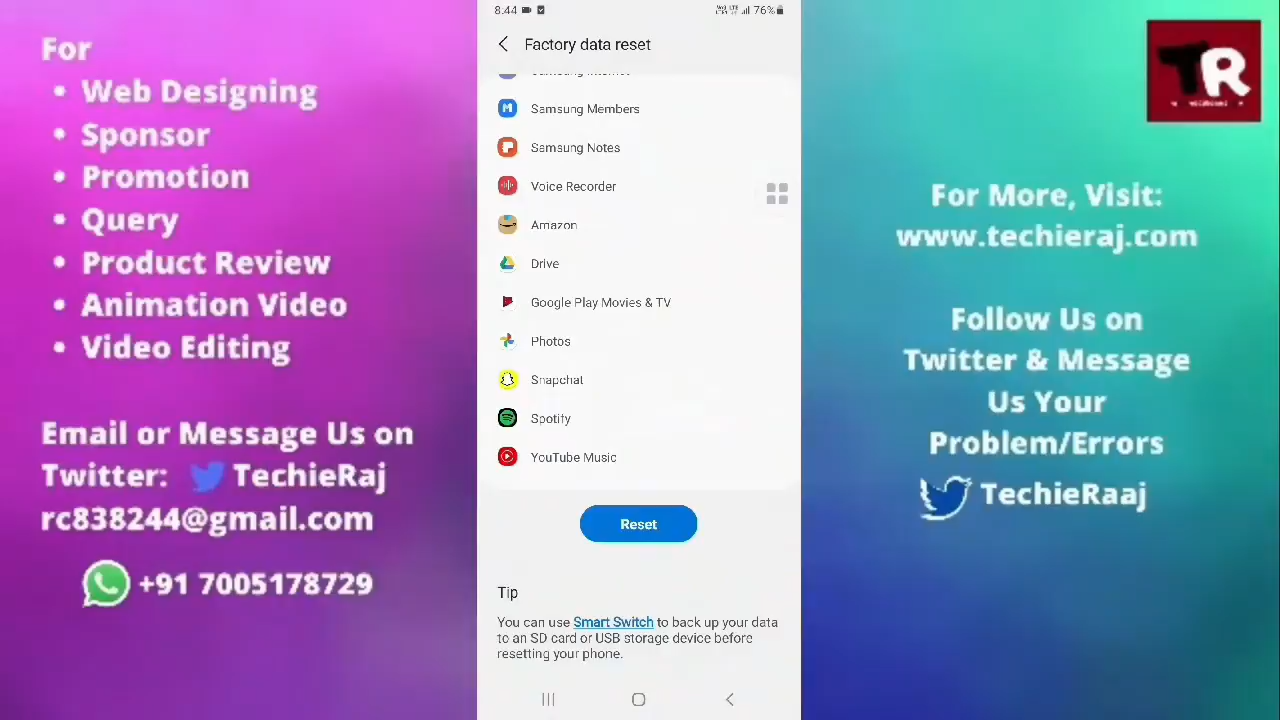 For
• Web Designing
• Sponsor
• Promotion
• Query
• Product Review
• Animation Video
• Video Editing
Email or Message Us on
Twitter: TechieRaj
rc838244@gmail.com
+91 7005178729
8:44
76%
Factory data reset
Samsung Internet
Samsung Members
Samsung Notes
Voice Recorder
Amazon
Drive
Google Play Movies & TV
Photos
Snapchat
Spotify
YouTube Music
Reset
Tip
You can use Smart Switch to back up your data
to an SD card or USB storage device before
resetting your phone.
TR
For More, Visit:
www.techieraj.com
Follow Us on
Twitter & Message
Us Your
Problem/Errors
TechieRaaj